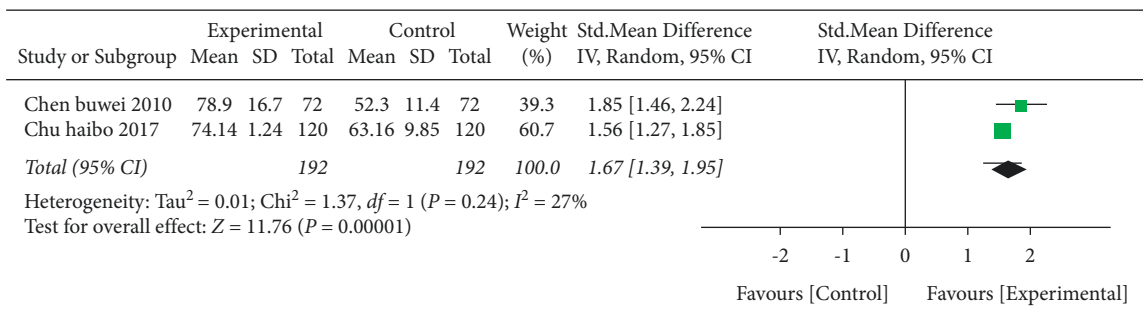 Experimental Control Weight Std.Mean Difference Std.Mean Difference
Study or Subgroup Mean SD Total Mean SD Total (%) IV, Random, 95% CI IV, Random, 95% CI
Chen buwei 2010 78.9 16.7 72 52.3 11.4 72 39.3 1.85 [1.46, 2.24]
Chu haibo 2017 74.14 1.24 120 63.16 9.85 120 60.7 1.56 [1.27, 1.85]
Total (95% CI) 192 192 100.0 1.67 [1.39, 1.95]
Heterogeneity: Tau² = 0.01; Chi² = 1.37, df = 1 (P = 0.24); I² = 27%
Test for overall effect: Z = 11.76 (P = 0.00001)
-2 -1 0 1 2
Favours [Control] Favours [Experimental]